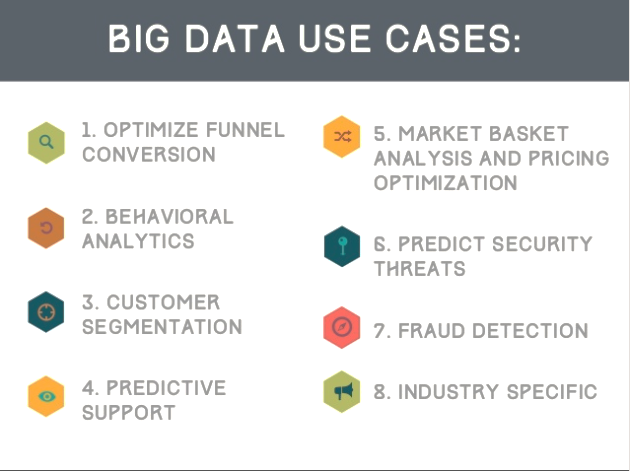 BIG DATA USE CASES:
1. OPTIMIZE FUNNEL
CONVERSION
2. BEHAVIORAL
ANALYTICS
3. CUSTOMER
SEGMENTATION
4. PREDICTIVE
SUPPORT
5. MARKET BASKET
ANALYSIS AND PRICING
OPTIMIZATION
6. PREDICT SECURITY
THREATS
7. FRAUD DETECTION
8. INDUSTRY SPECIFIC